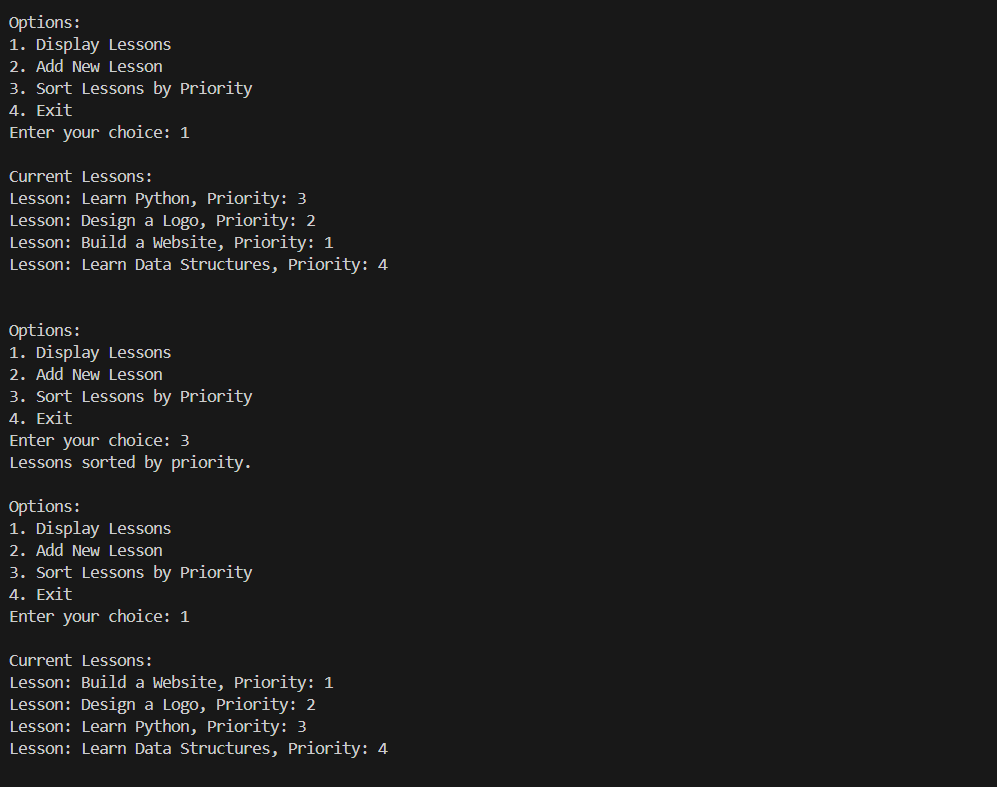 Options:
1. Display Lessons
2. Add New Lesson
3. Sort Lessons by Priority
4. Exit
Enter your choice: 1
Current Lessons:
Lesson: Learn Python, Priority: 3
Lesson: Design a Logo, Priority: 2
Lesson: Build a Website, Priority: 1
Lesson: Learn Data Structures, Priority: 4
Options:
1. Display Lessons
2. Add New Lesson
3. Sort Lessons by Priority
4. Exit
Enter your choice: 3
Lessons sorted by priority.
Options:
1. Display Lessons
2. Add New Lesson
3. Sort Lessons by Priority
4. Exit
Enter your choice: 1
Current Lessons:
Lesson: Build a Website, Priority: 1
Lesson: Design a Logo, Priority: 2
Lesson: Learn Python, Priority: 3
Lesson: Learn Data Structures, Priority: 4